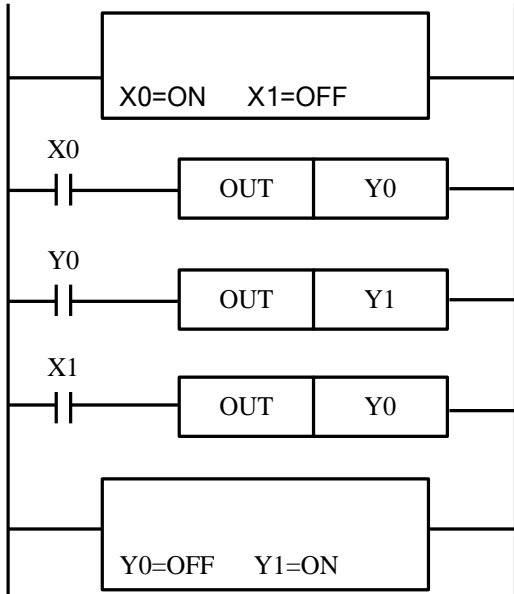 X0=ON X1=OFF
X0
OUT Y0
Y0
OUT Y1
X1
OUT Y0
Y0=OFF Y1=ON